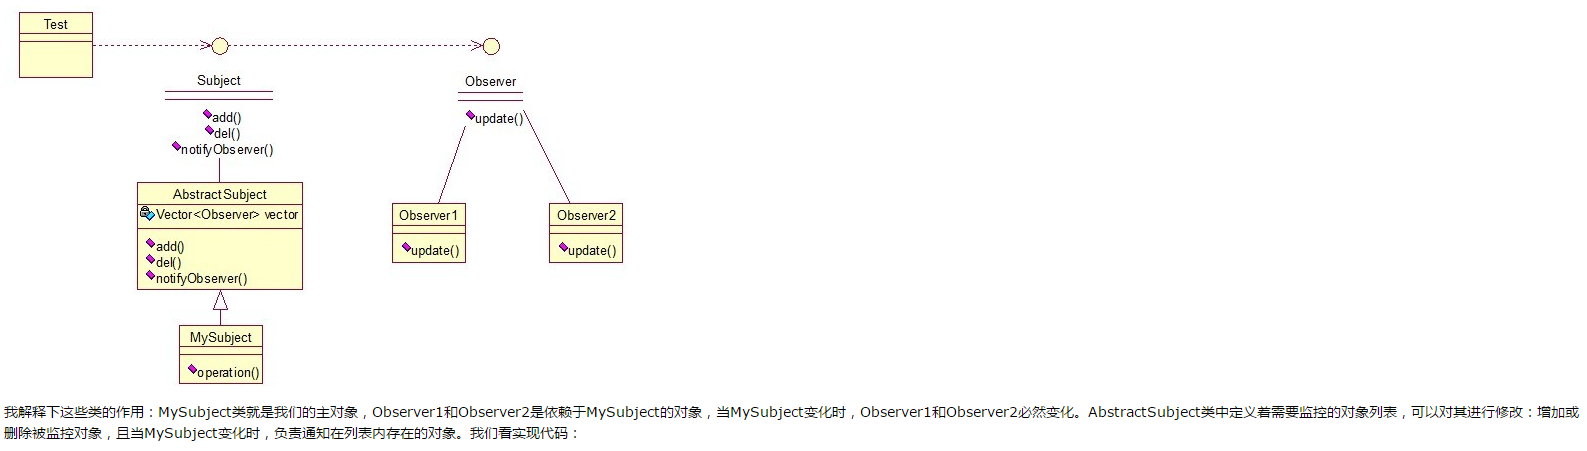 Test
Subject
add()
del()
notifyObserver()
Observer
update()
AbstractSubject
Vector<Observer> vector
add()
del()
notifyObserver()
Observer1
update()
Observer2
update()
MySubject
operation()
我解释下这些类的作用：MySubject类就是我们的主对象，Observer1和Observer2是依赖于MySubject的对象，当MySubject变化时，Observer1和Observer2必然变化。AbstractSubject类中定义着需要监控的对象列表，可以对其进行修改：增加或
删除被监控对象，且当MySubject变化时，负责通知在列表内存在的对象。我们看实现代码：